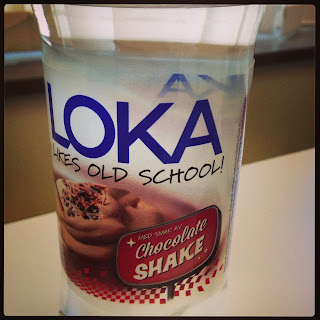 LOKA
LIKES OLD SCHOOL!
MED SMAK AV
Chocolate
SHAKE